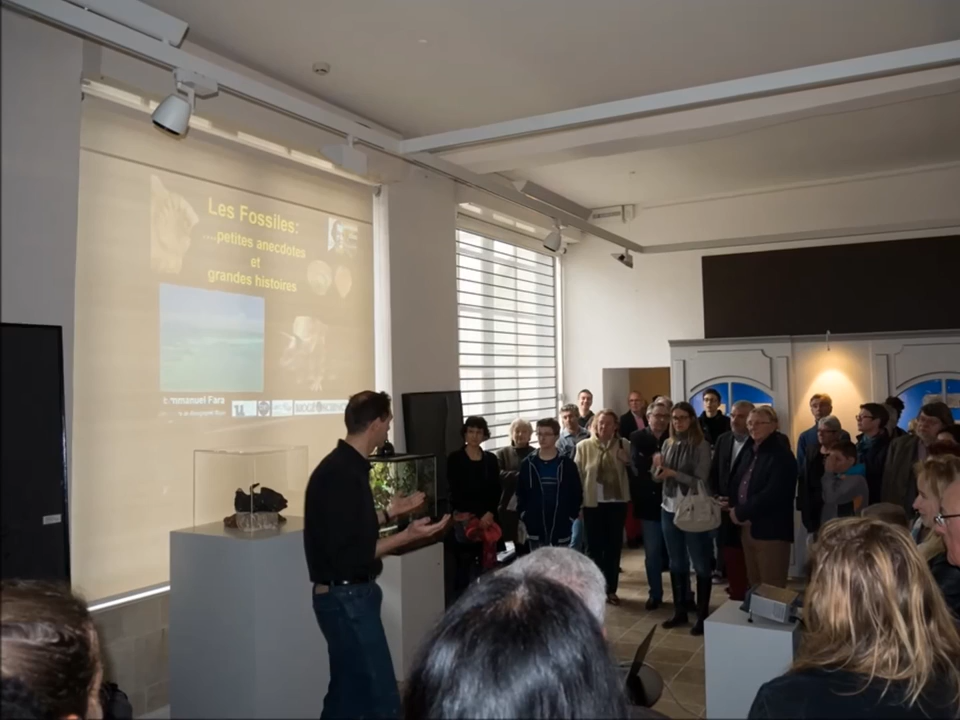 Les Fossiles:
....petites anecdotes
et
grandes histoires
Emmanuel Fara